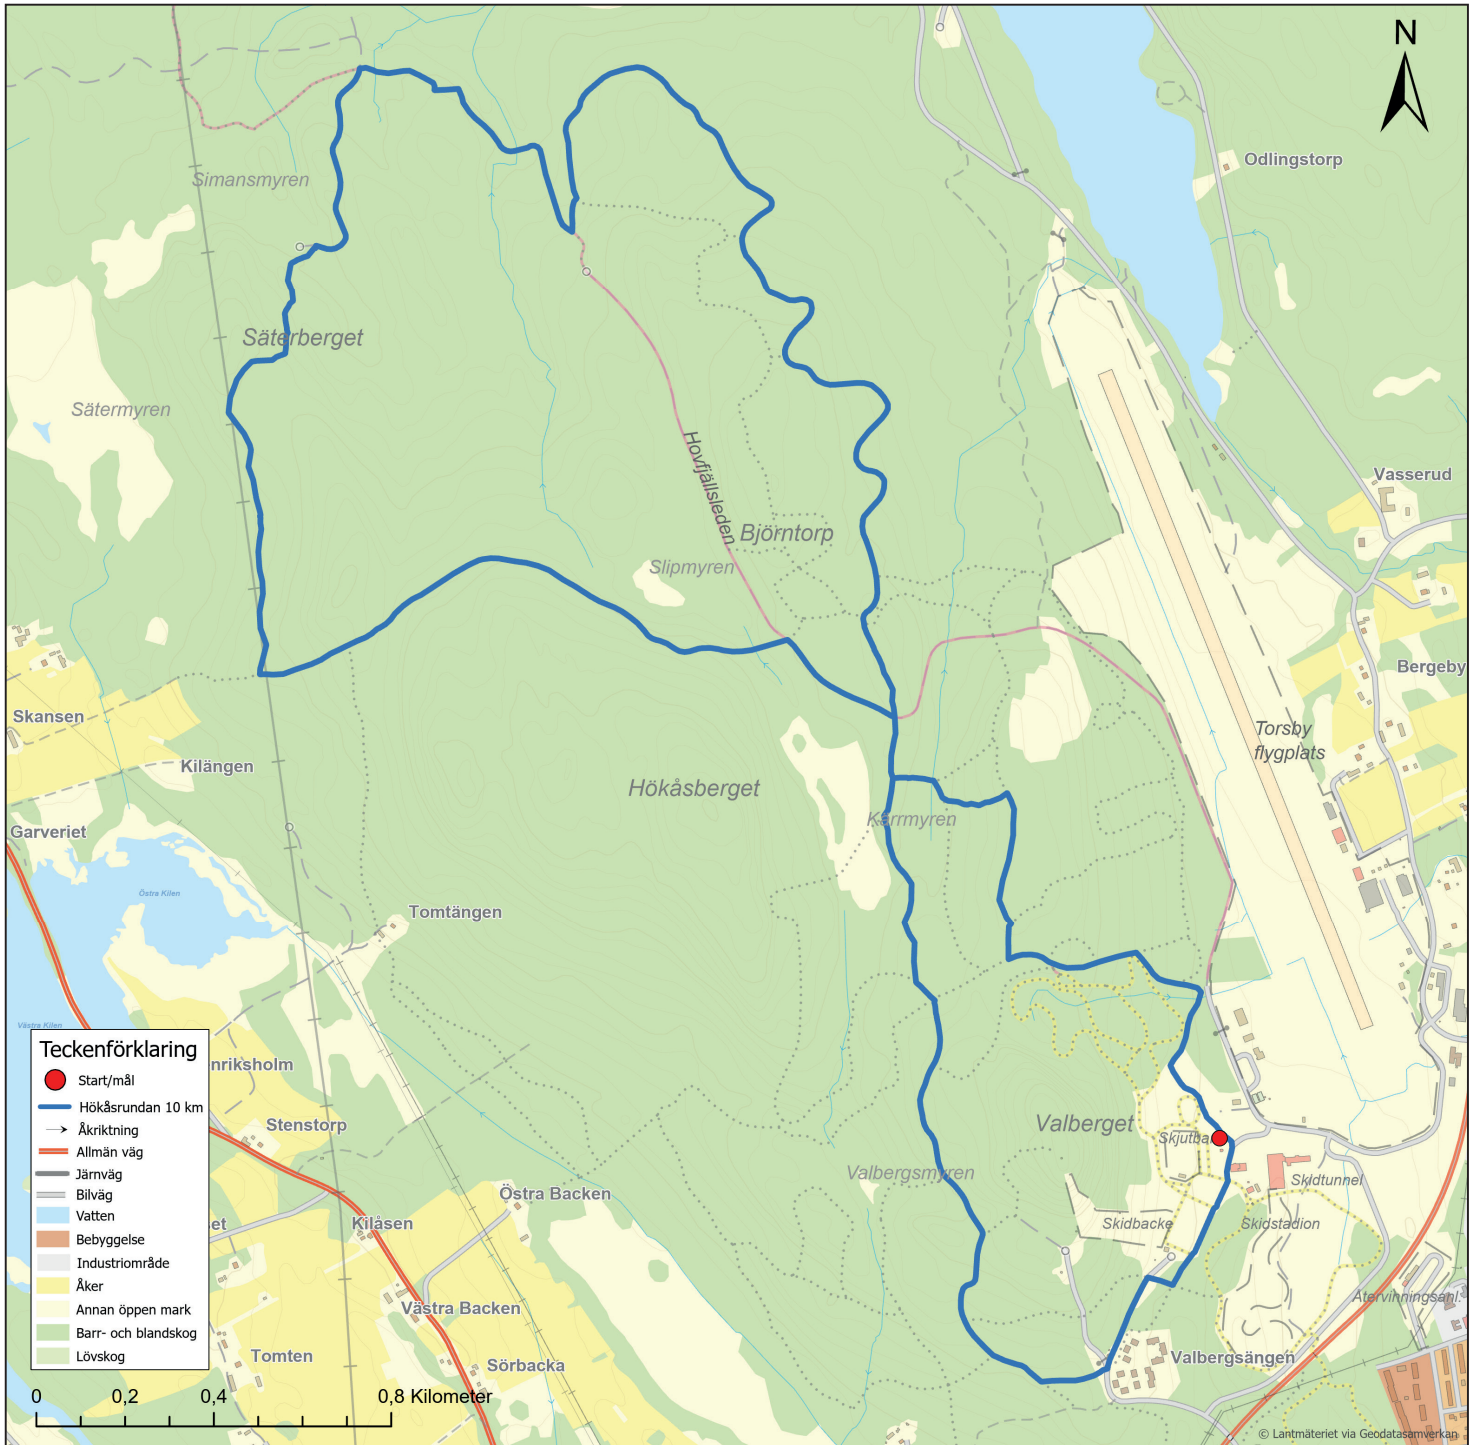 N
Odlingstorp
Simansmyren
Säterberget
Sätermyren
Hovfjällsleden
Björntorp
Slipmyren
Vasserud
Bergeby
Skansen
Torsby
flygplats
Kilängen
Hökåsberget
Kärrmyren
Garveriet
Östra Kilen
Tomtängen
Västra Kilen
Teckenförklaring
Start/mål
Hökåsrundan 10 km
Åkriktning
Allmän väg
Järnväg
Bilväg
Vatten
Bebyggelse
Industriområde
Åker
Annan öppen mark
Barr- och blandskog
Lövskog
nriksholm
Stenstorp
Valberget
Skjutba
Valbergsmyren
Skidtunnel
Östra Backen
Skidbacke
Skidstadion
set
Kilåsen
Återvinningsanl.
Västra Backen
Tomten
Sörbacka
Valbergsängen
0 0,2 0,4 0,8 Kilometer
© Lantmäteriet via Geodatasamverkan